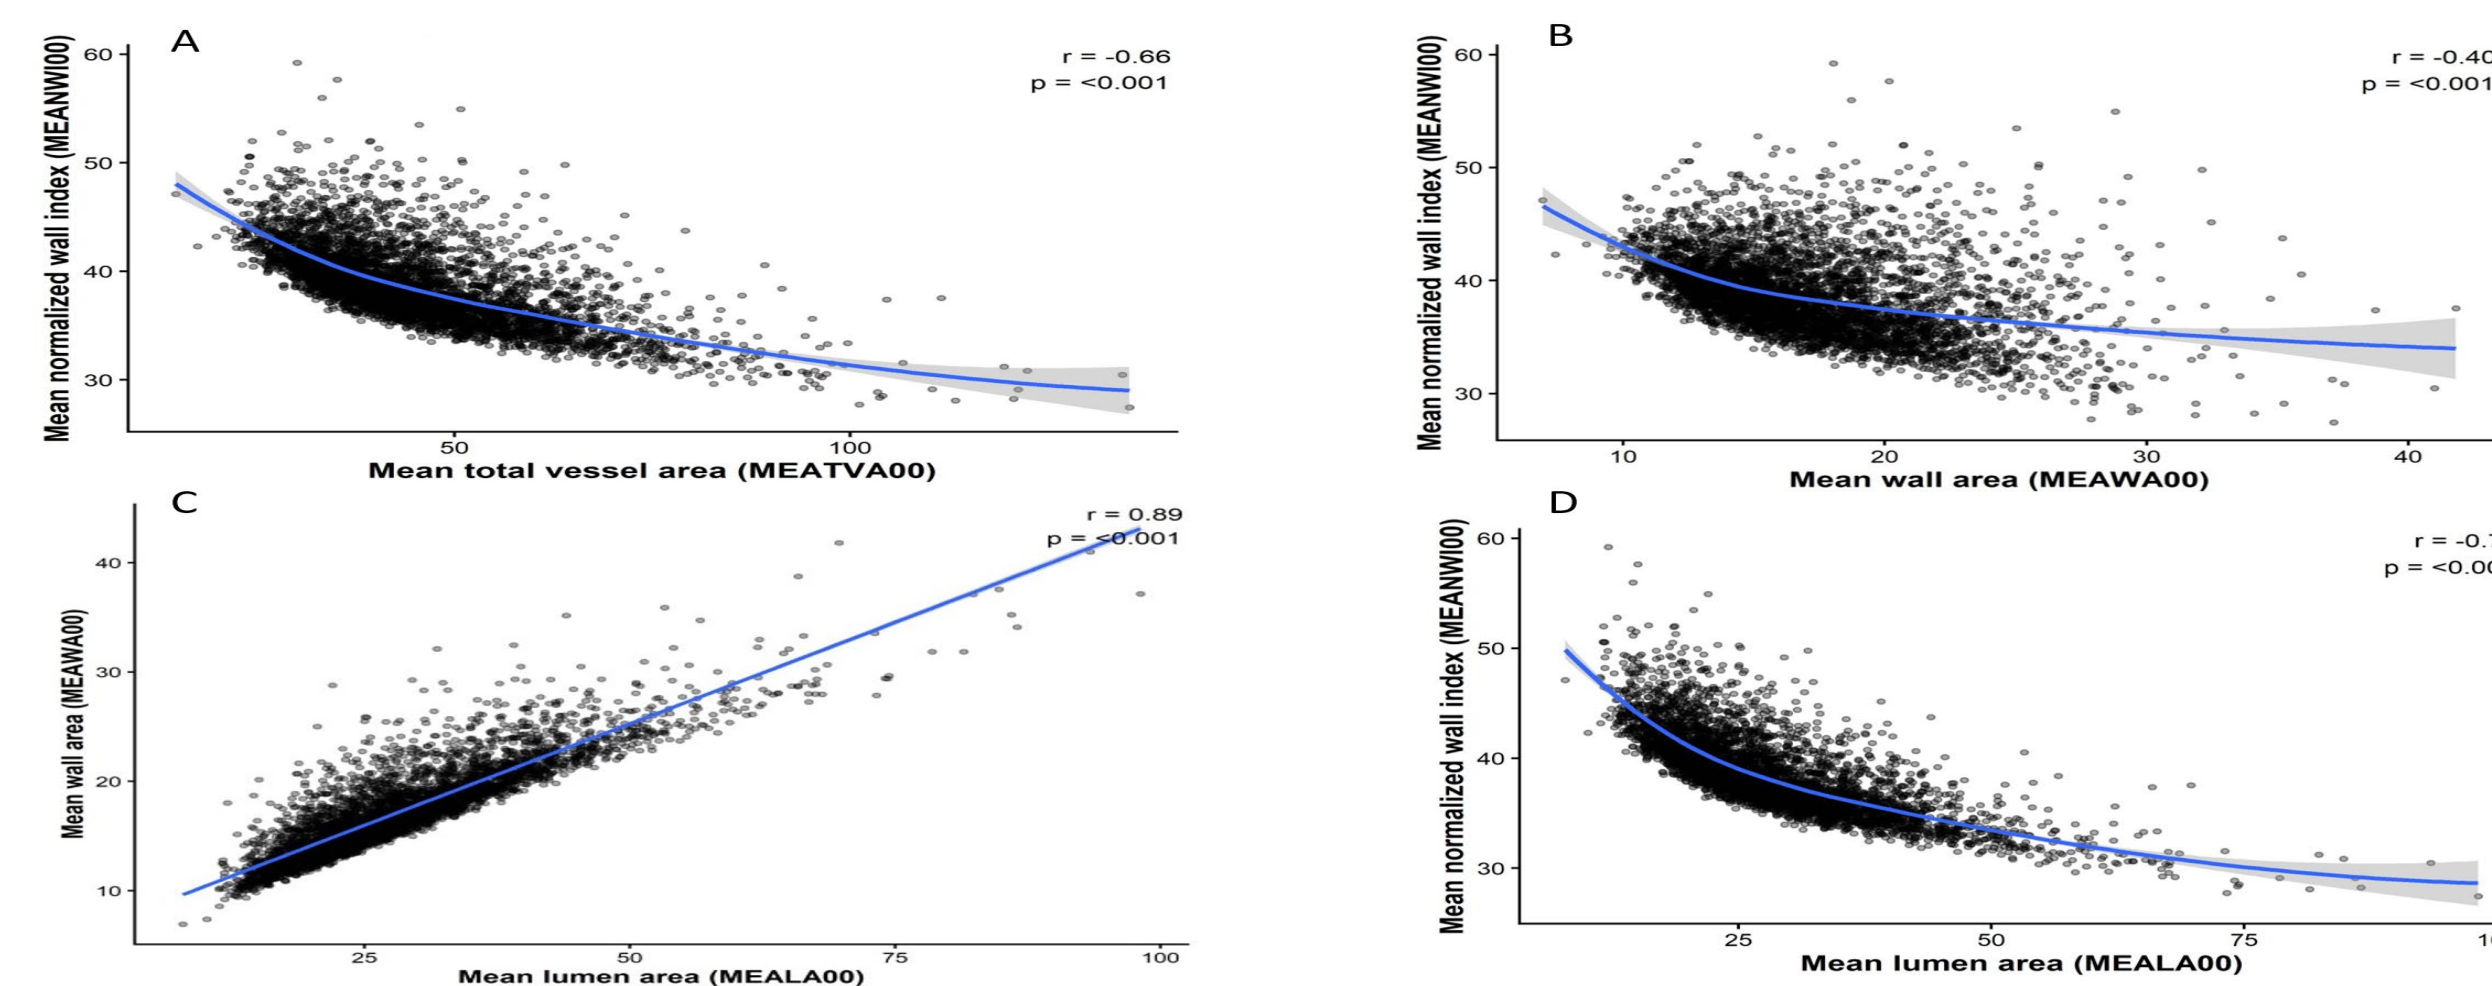 A
r = -0.66
p = <0.001
Mean normalized wall index (MEANWI00)
60
50
40
30
50
100
Mean total vessel area (MEATVA00)
B
r = -0.40
p = <0.001
Mean normalized wall index (MEANWI00)
60
50
40
30
10
20
30
40
Mean wall area (MEAWA00)
C
r = 0.89
p = <0.001
Mean wall area (MEAWA00)
40
30
20
10
25
50
75
100
Mean lumen area (MEALA00)
D
r = -0.
p = <0.00
Mean normalized wall index (MEANWI00)
60
50
40
30
25
50
75
Mean lumen area (MEALA00)